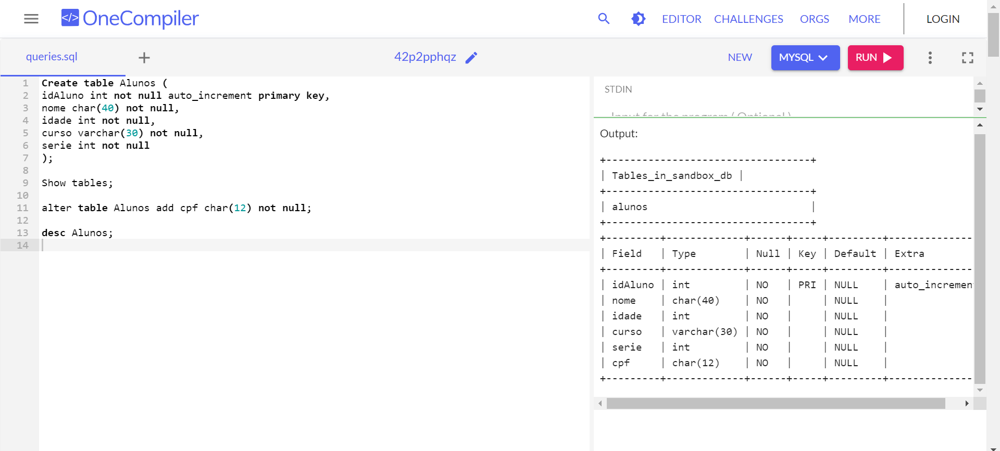 </> OneCompiler EDITOR CHALLENGES ORGS MORE LOGIN
queries.sql + 42p2pphqz NEW MYSQL RUN
1 Create table Alunos (
2 idAluno int not null auto_increment primary key,
3 nome char(40) not null,
4 idade int not null,
5 curso varchar(30) not null,
6 serie int not null
7 );
8
9 Show tables;
10
11 alter table Alunos add cpf char(12) not null;
12
13 desc Alunos;
14
STDIN
Input for the program ( Optional )
Output:
+----------------------------------+
| Tables_in_sandbox_db |
+----------------------------------+
| alunos                           |
+----------------------------------+
+---------+-------------+------+-----+---------+--------------
| Field   | Type        | Null | Key | Default | Extra
+---------+-------------+------+-----+---------+--------------
| idAluno | int         | NO   | PRI | NULL    | auto_incremen
| nome    | char(40)    | NO   |     | NULL    |
| idade   | int         | NO   |     | NULL    |
| curso   | varchar(30) | NO   |     | NULL    |
| serie   | int         | NO   |     | NULL    |
| cpf     | char(12)    | NO   |     | NULL    |
+---------+-------------+------+-----+---------+--------------